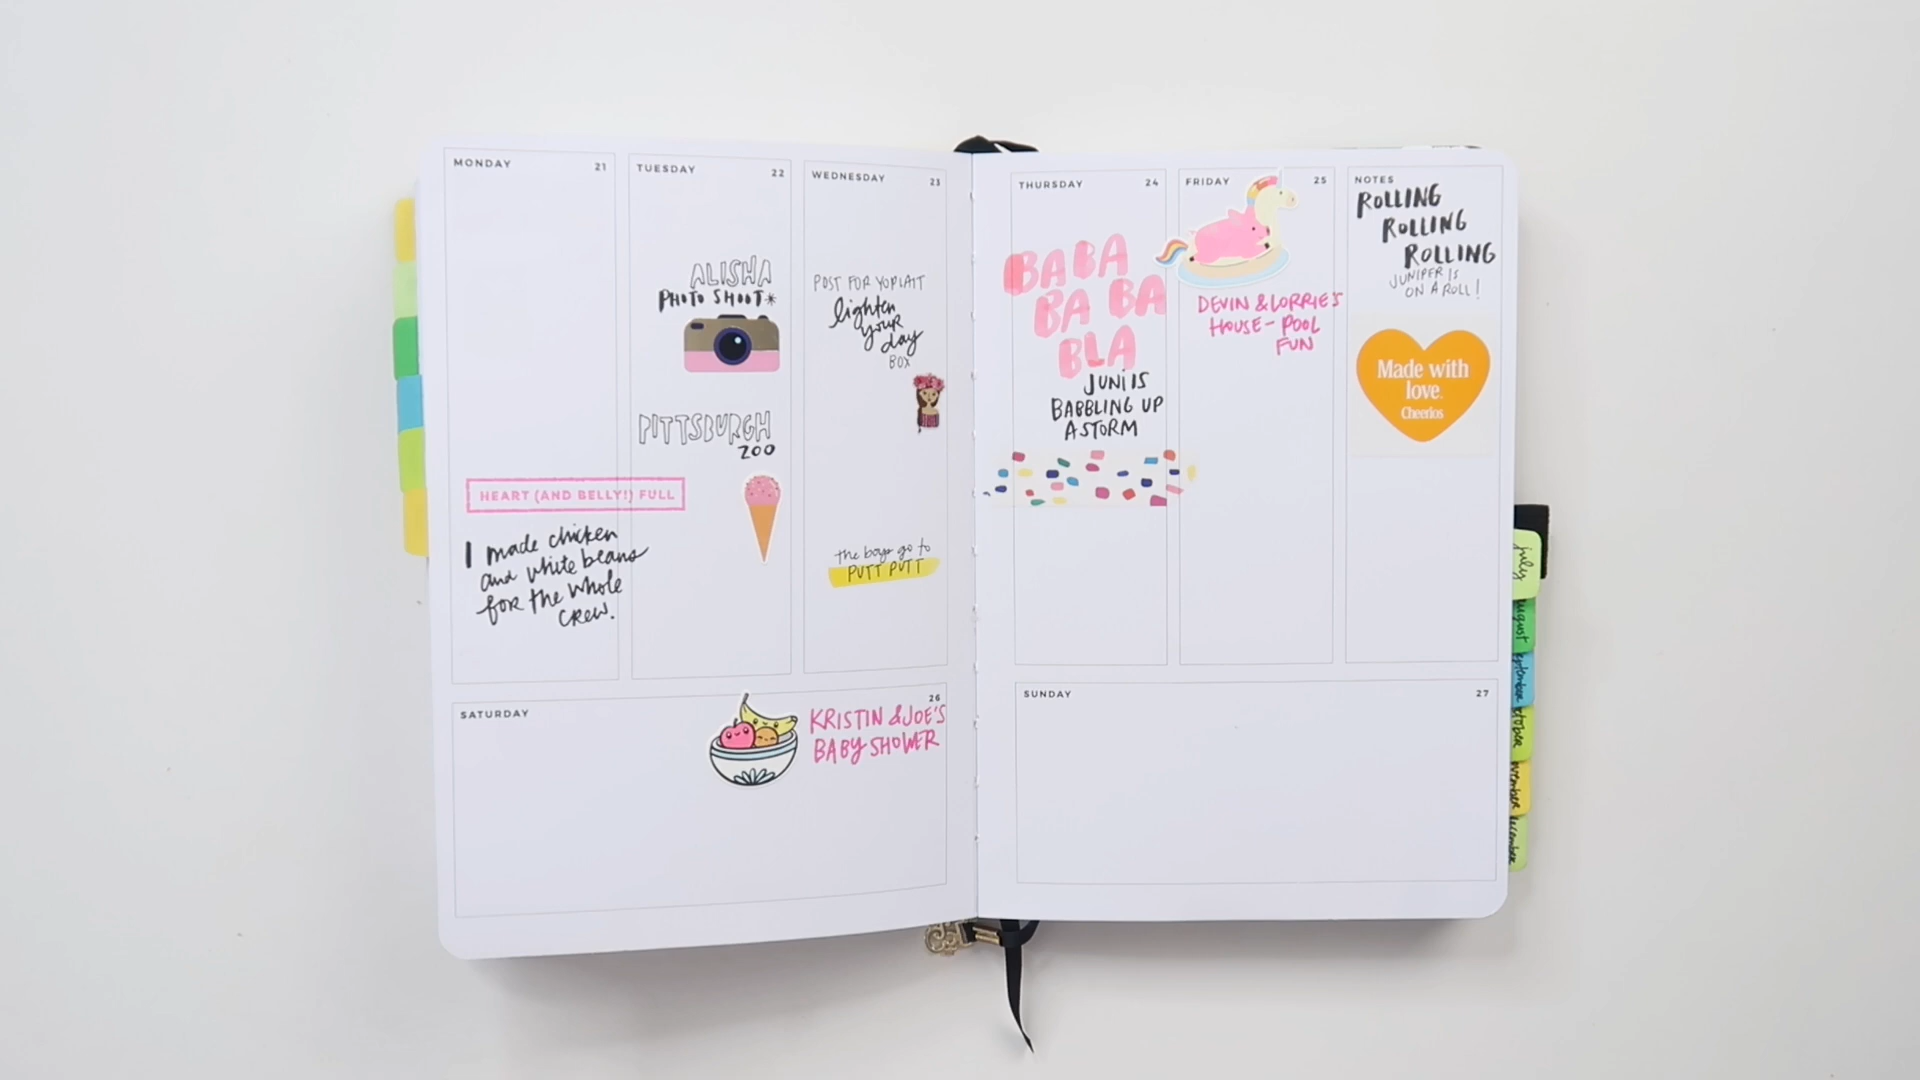 MONDAY 21
HEART (AND BELLY!) FULL
I made chicken
and white beans
for the whole
crew.
TUESDAY 22
ALISHA
PHOTO SHOOT*
PITTSBURGH
ZOO
WEDNESDAY 23
POST FOR YOPLAIT
lighten
your
day
BOX
the boys go to
PUTT PUTT
SATURDAY 26
KRISTIN & JOE'S
BABY SHOWER
THURSDAY 24
BA BA
BA BA
BLA
JUNI IS
BABBLING UP
A STORM
FRIDAY 25
DEVIN & LORRIE'S
HOUSE - POOL
FUN
NOTES
ROLLING
ROLLING
ROLLING
JUNIPER IS
ON A ROLL!
Made with
love.
Cheerios
SUNDAY 27
july
august
september
october
november
december